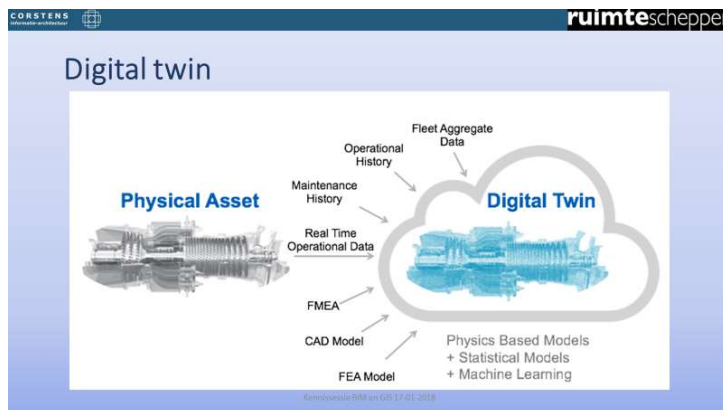 CORSTENS
informatie-architectuur
ruimteschepper
Digital twin
Fleet Aggregate
Data
Operational
History
Maintenance
History
Physical Asset
Digital Twin
Real Time
Operational Data
FMEA
CAD Model
FEA Model
Physics Based Models
+ Statistical Models
+ Machine Learning
Kennissessie BIM en GIS 17-01-2018